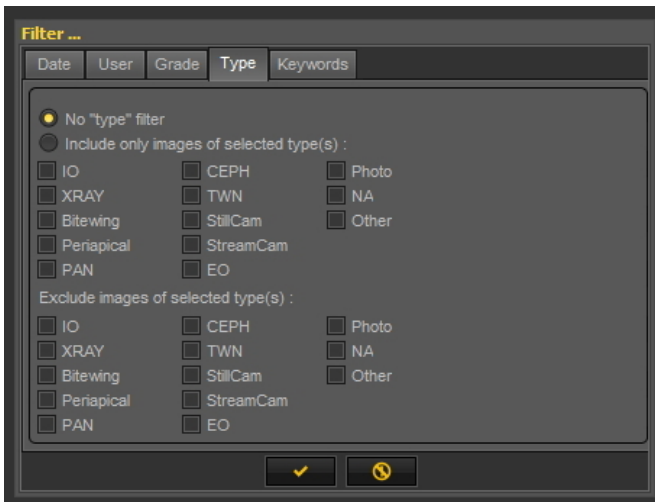 Filter ...
Date User Grade Type Keywords
No "type" filter
Include only images of selected type(s) :
IO CEPH Photo
XRAY TWN NA
Bitewing StillCam Other
Periapical StreamCam
PAN EO
Exclude images of selected type(s) :
IO CEPH Photo
XRAY TWN NA
Bitewing StillCam Other
Periapical StreamCam
PAN EO